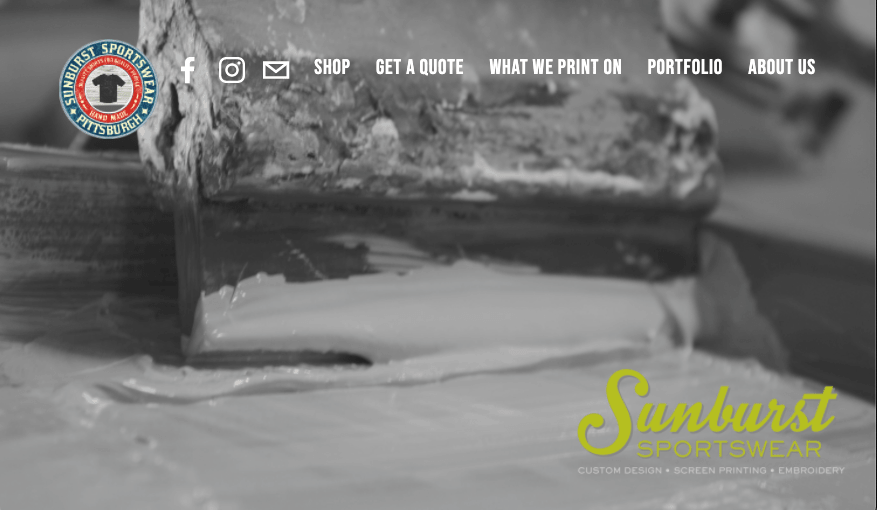 SUNBURST SPORTSWEAR
HAND MADE
PITTSBURGH
SHOP
GET A QUOTE
WHAT WE PRINT ON
PORTFOLIO
ABOUT US
Sunburst
SPORTSWEAR
CUSTOM DESIGN • SCREEN PRINTING • EMBROIDERY